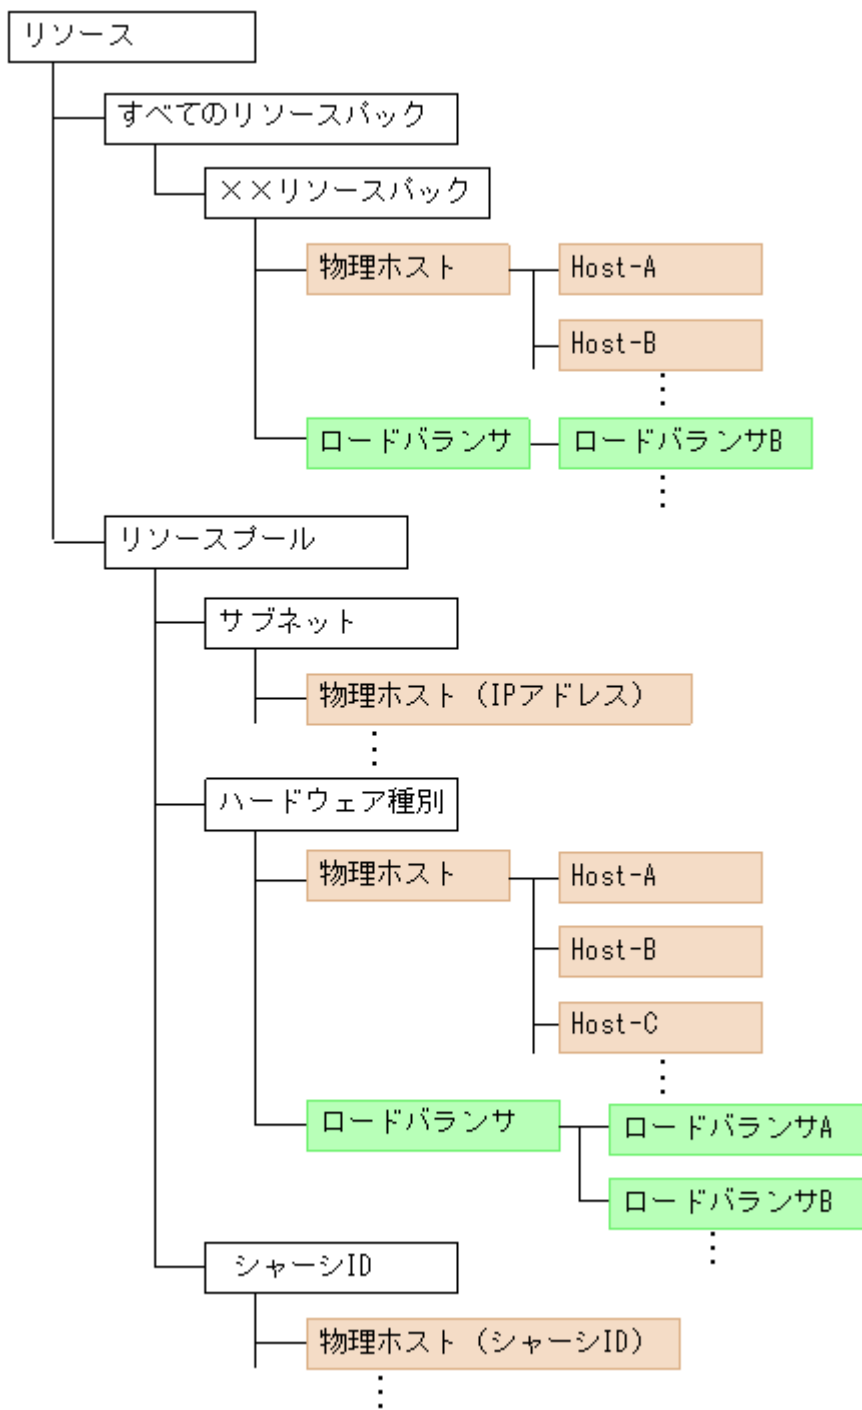 リソース
すべてのリソースパック
××リソースパック
物理ホスト
Host-A
Host-B
ロードバランサ
ロードバランサB
リソースプール
サブネット
物理ホスト（IPアドレス）
ハードウェア種別
物理ホスト
Host-A
Host-B
Host-C
ロードバランサ
ロードバランサA
ロードバランサB
シャーシID
物理ホスト（シャーシID）